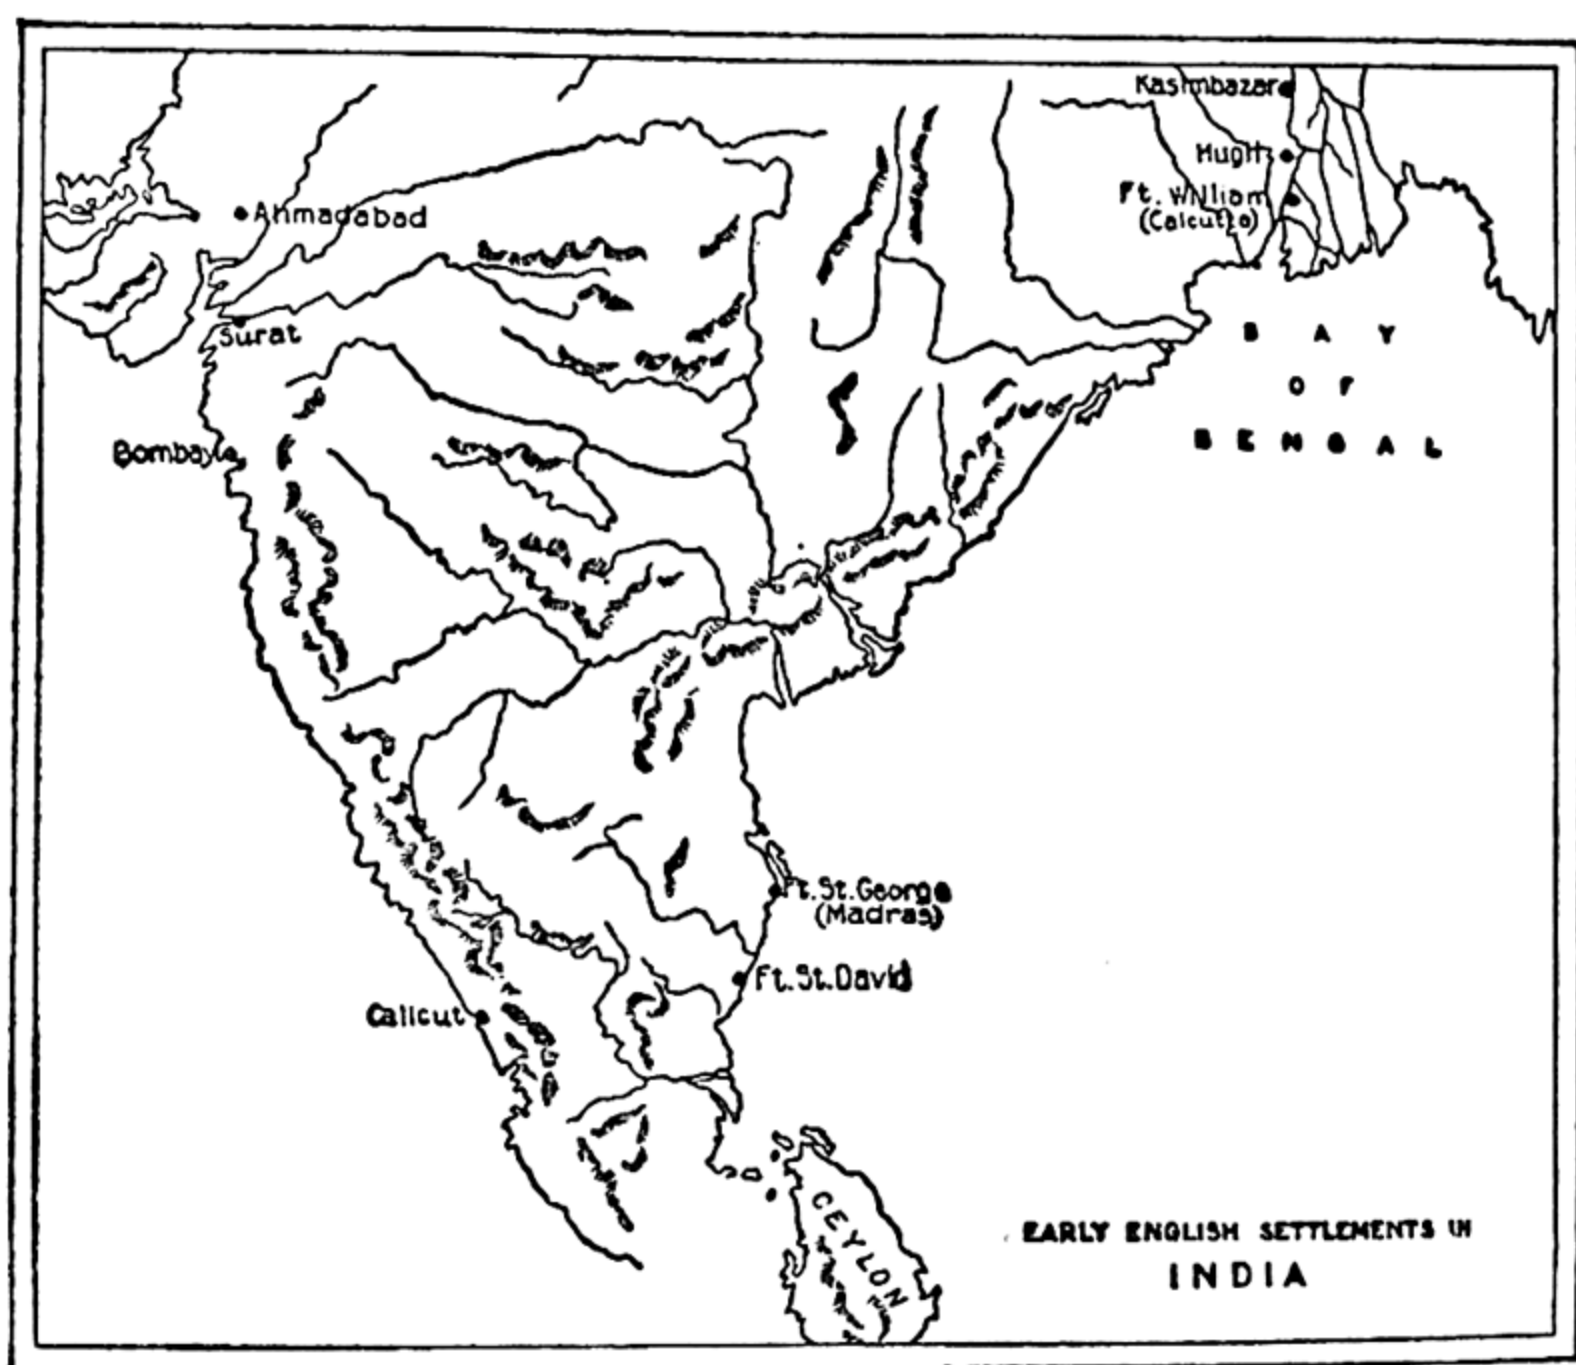 Kasimbazar
Hugli
Ft. William
(Calcutta)
Ahmadabad
Surat
BAY
OF
BENGAL
Bombay
Ft. St. George
(Madras)
Ft. St. David
Calicut
CEYLON
EARLY ENGLISH SETTLEMENTS IN
INDIA